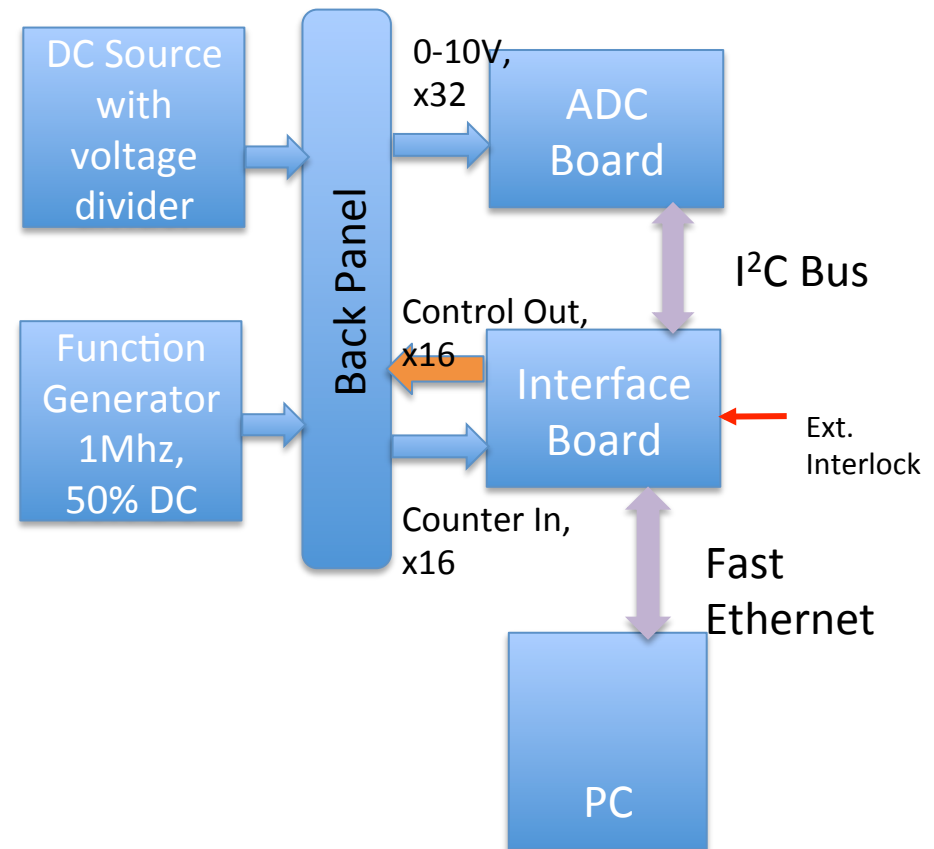 DC Source
with
voltage
divider
Back Panel
0-10V,
x32
ADC
Board
I²C Bus
Function
Generator
1Mhz,
50% DC
Control Out,
x16
Interface
Board
Ext.
Interlock
Counter In,
x16
Fast
Ethernet
PC